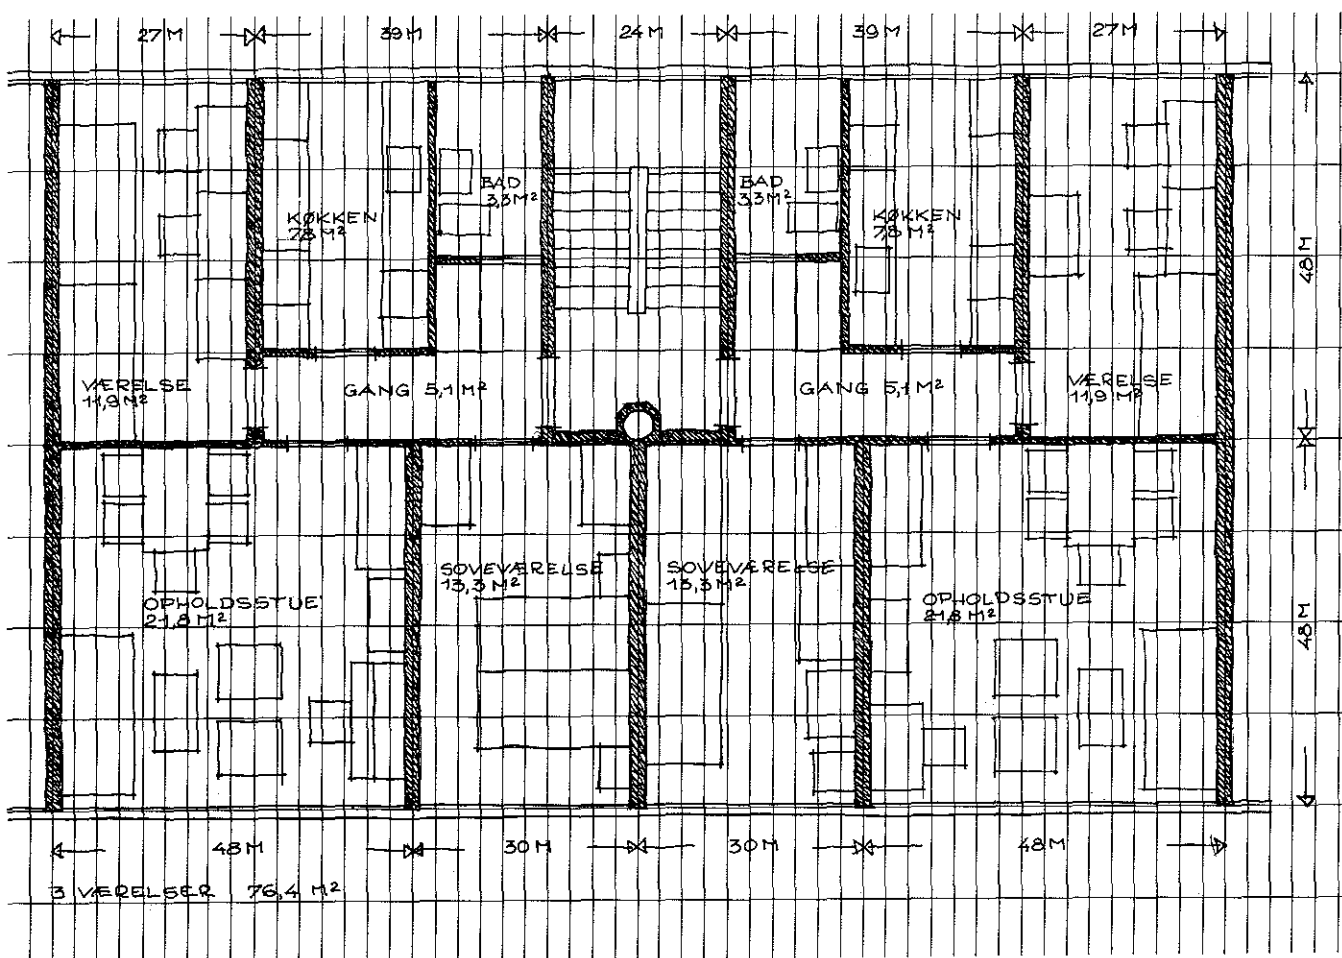 27M 39M 24M 39M 27M
BAD
3,3M²
BAD
3,3M²
KØKKEN
7,8 M²
KØKKEN
7,8 M²
48M
VÆRELSE
11,9 M²
GANG 5,1 M²
GANG 5,1 M²
VÆRELSE
11,9 M²
SOVEVÆRELSE
13,3 M²
SOVEVÆRELSE
13,3 M²
OPHOLDSSTUE
21,8 M²
OPHOLDSSTUE
21,8 M²
48M
48M 30M 30M 48M
3 VÆRELSER 76,4 M²